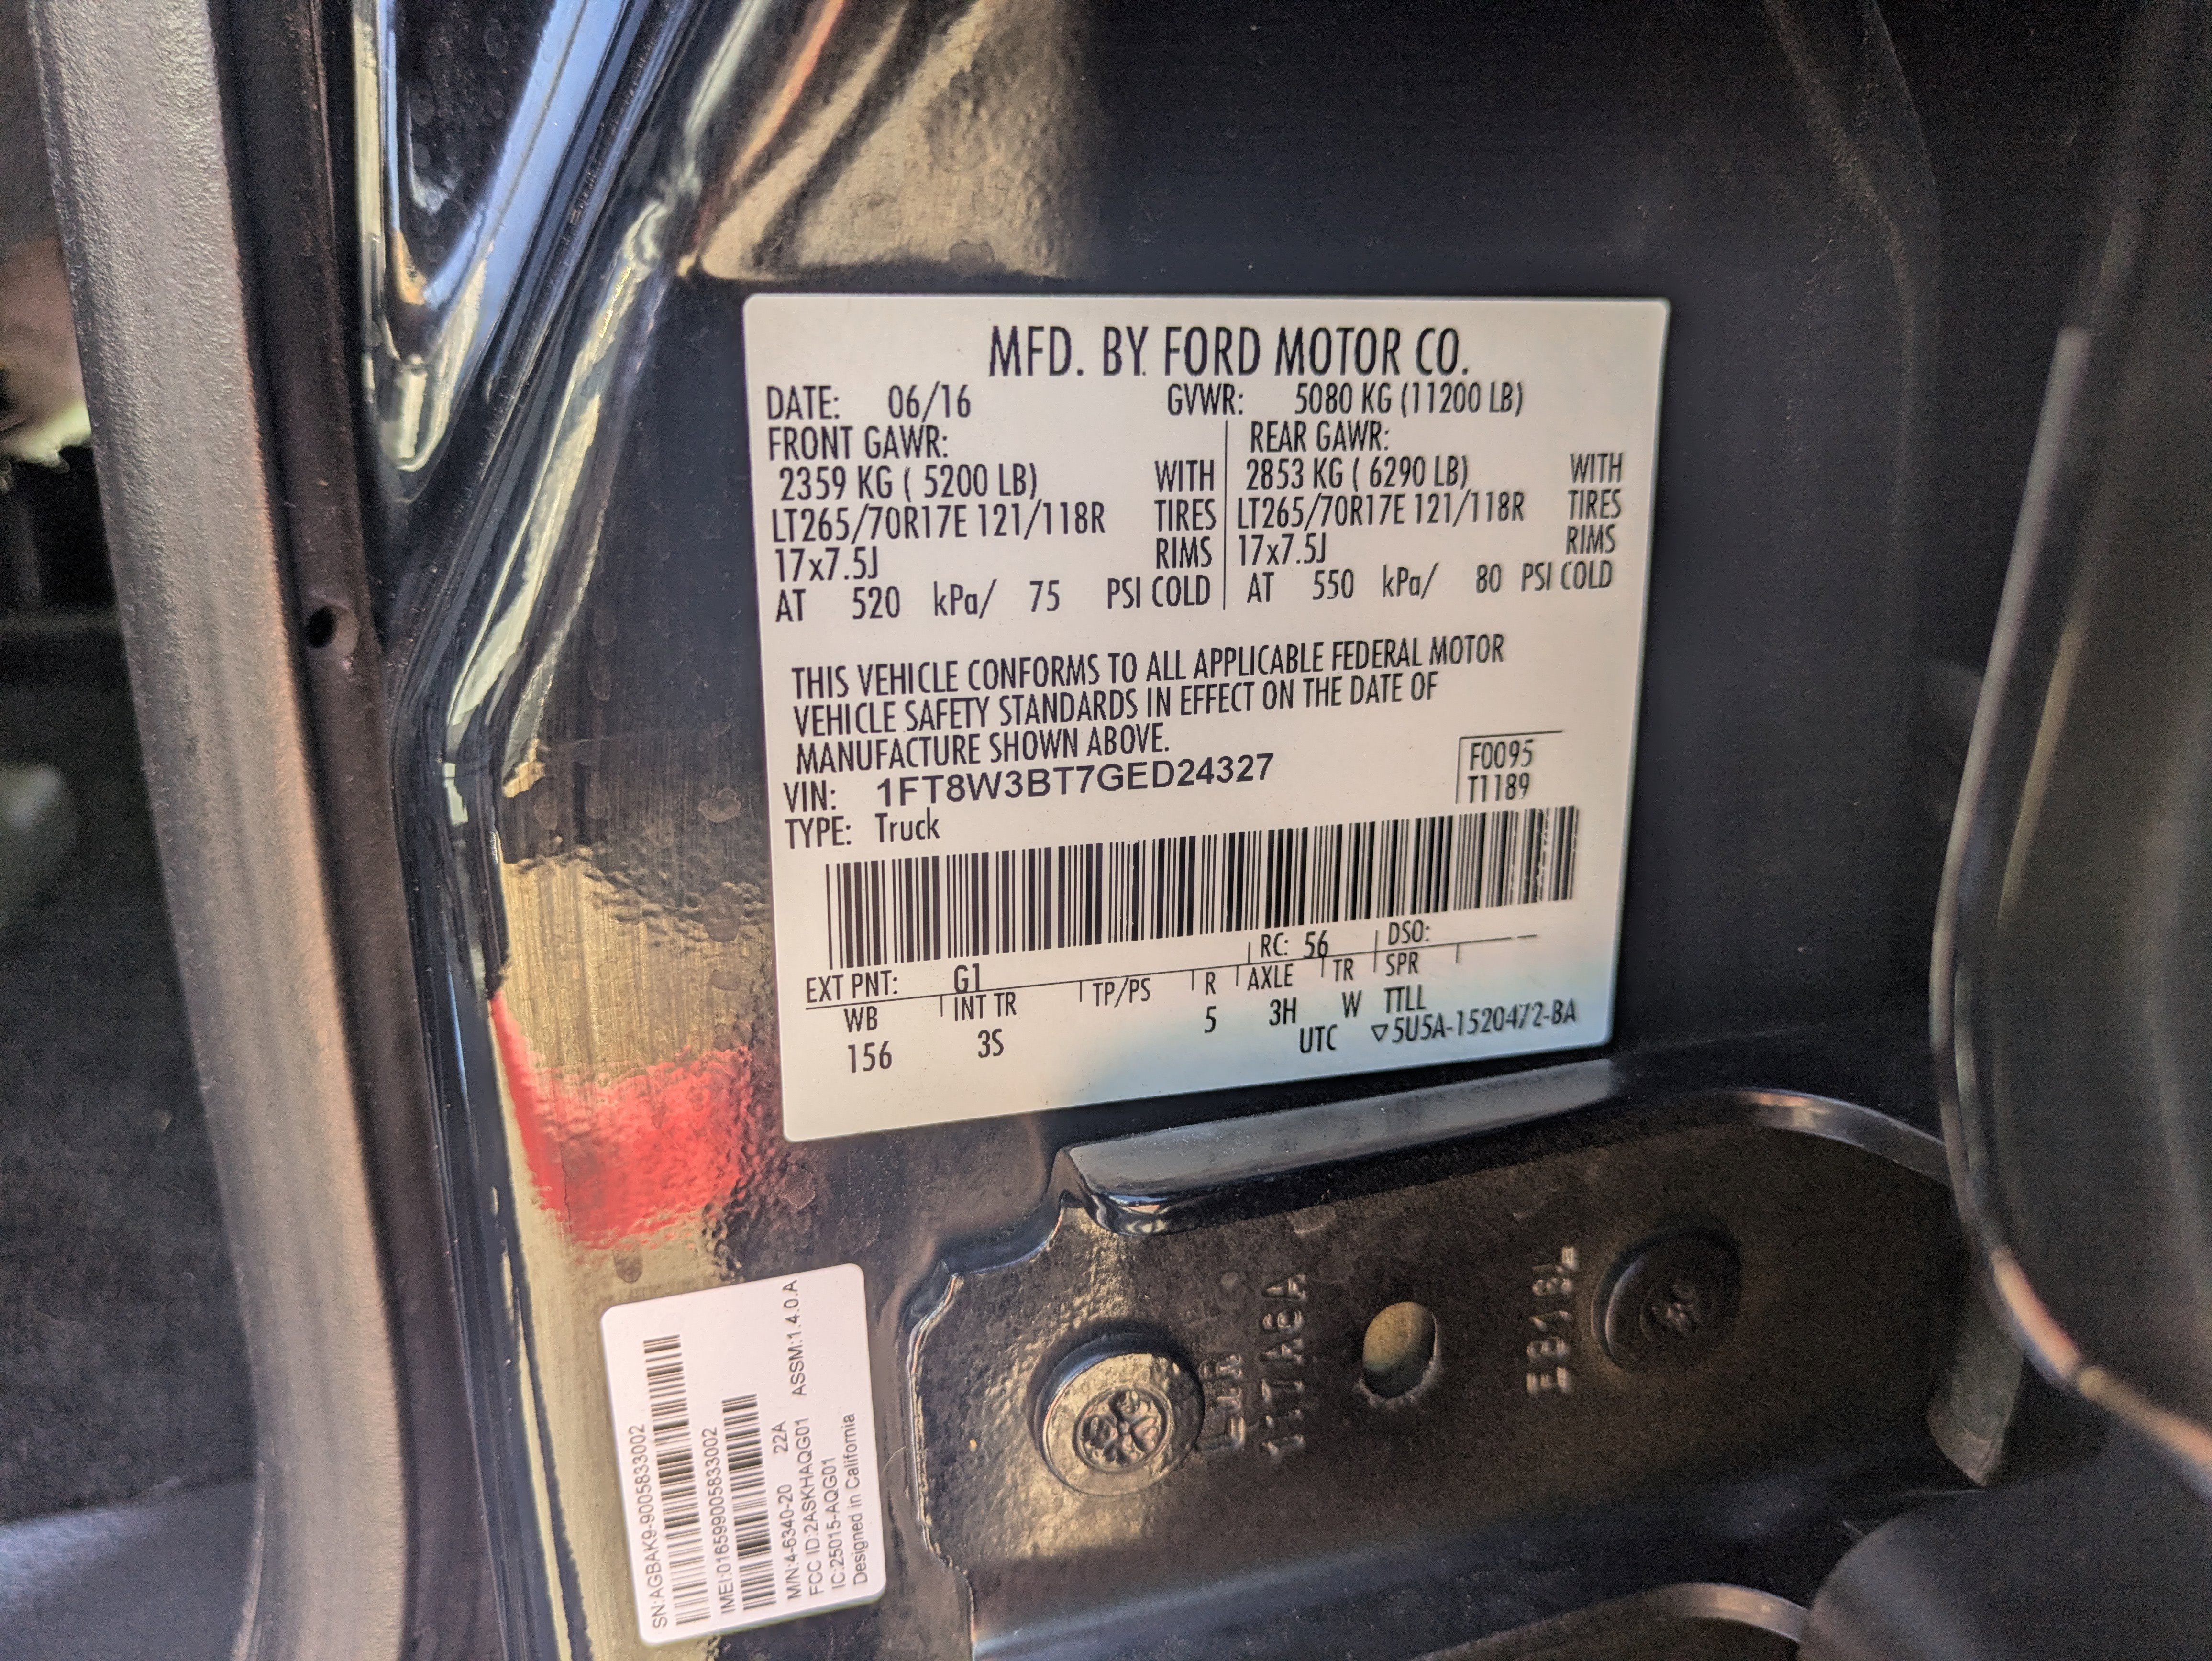 MFD. BY FORD MOTOR CO.
DATE: 06/16 GVWR: 5080 KG (11200 LB)
FRONT GAWR: REAR GAWR:
2359 KG ( 5200 LB) WITH 2853 KG ( 6290 LB) WITH
LT265/70R17E 121/118R TIRES LT265/70R17E 121/118R TIRES
17x7.5J RIMS 17x7.5J RIMS
AT 520 kPa/ 75 PSI COLD AT 550 kPa/ 80 PSI COLD
THIS VEHICLE CONFORMS TO ALL APPLICABLE FEDERAL MOTOR
VEHICLE SAFETY STANDARDS IN EFFECT ON THE DATE OF
MANUFACTURE SHOWN ABOVE.
VIN: 1FT8W3BT7GED24327
F0095
T1189
TYPE: Truck
EXT PNT: G1 RC: 56 DSO:
WB INT TR TP/PS R AXLE TR SPR
156 3S 5 3H W TTLL
UTC ▽5U5A-1520472-BA
SN:AGBAK9-9005833002
IMEI:016599005833002
M/N:4-6340-20 22A
FCC ID:2ASKHAQG01 ASSM:1.4.0.A
IC:25015-AQG01
Designed in California